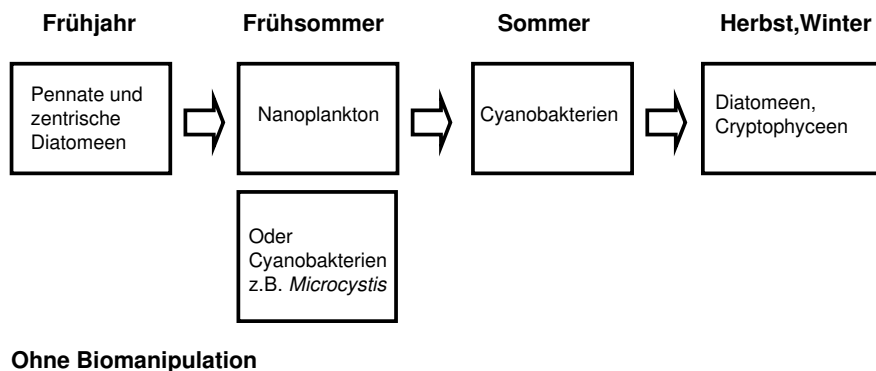 Frühjahr
Frühsommer
Sommer
Herbst,Winter
Pennate und
zentrische
Diatomeen
Nanoplankton
Cyanobakterien
Diatomeen,
Cryptophyceen
Oder
Cyanobakterien
z.B. Microcystis
Ohne Biomanipulation